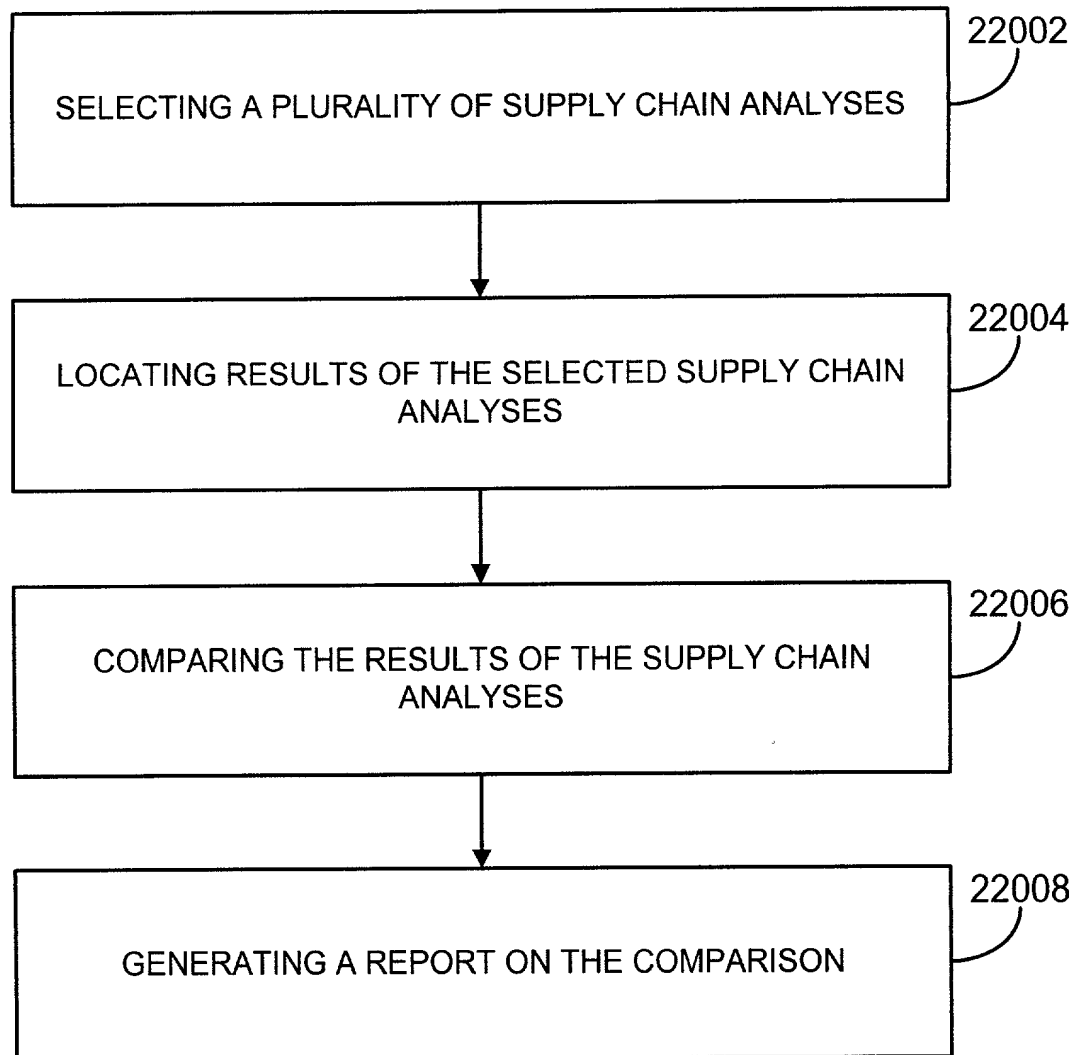 22002
SELECTING A PLURALITY OF SUPPLY CHAIN ANALYSES
22004
LOCATING RESULTS OF THE SELECTED SUPPLY CHAIN
ANALYSES
22006
COMPARING THE RESULTS OF THE SUPPLY CHAIN
ANALYSES
22008
GENERATING A REPORT ON THE COMPARISON